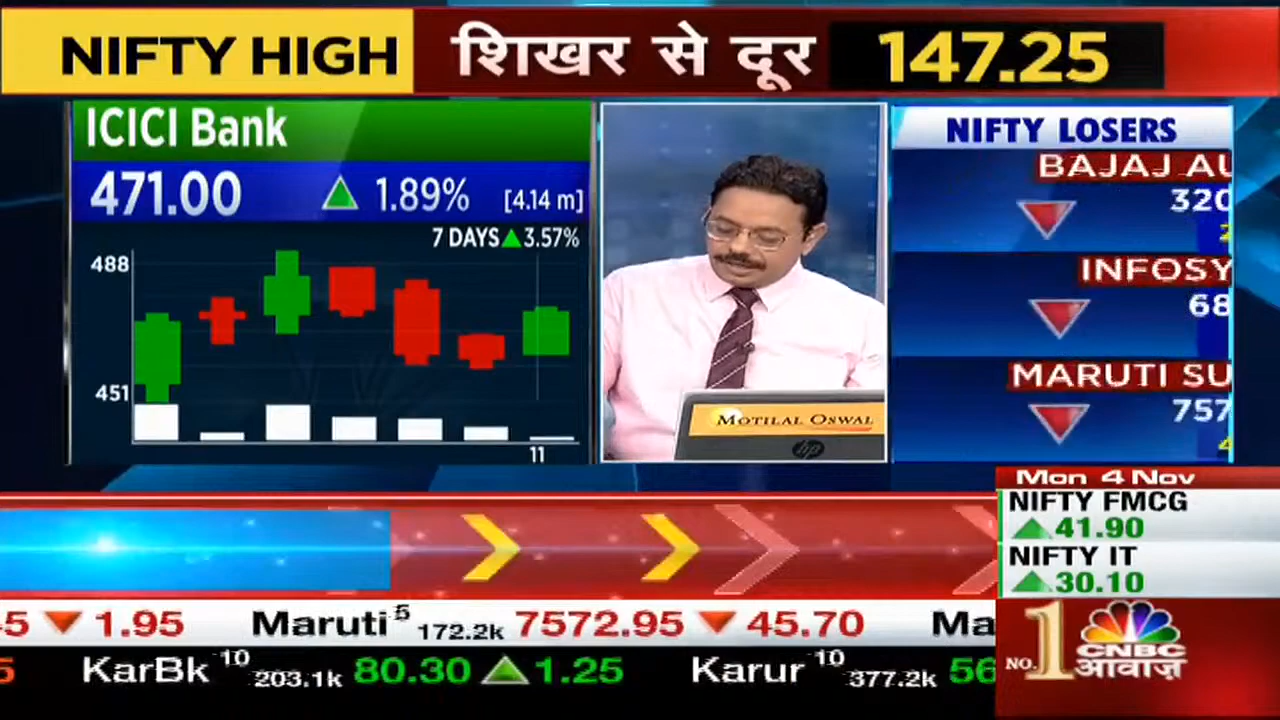 NIFTY HIGH शिखर से दूर 147.25
ICICI Bank
471.00 1.89% [4.14 m]
7 DAYS 3.57%
488
451
11
MOTILAL OSWAL
hp
NIFTY LOSERS
BAJAJ AU
320
INFOSY
68
MARUTI SU
757
Mon 4 Nov
NIFTY FMCG
41.90
NIFTY IT
30.10
1.95 Maruti 5 172.2k 7572.95 45.70 Ma
KarBk 10 203.1k 80.30 1.25 Karur 10 377.2k 56
NO. 1 CNBC
आवाज़